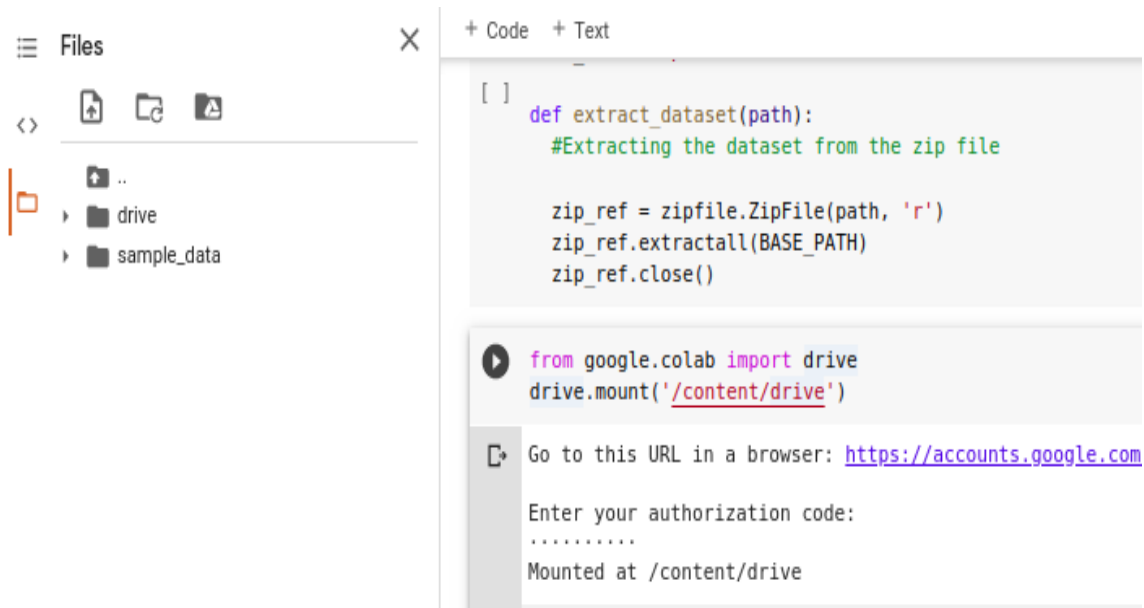 Files
..
drive
sample_data
+ Code + Text
[ ]
def extract_dataset(path):
#Extracting the dataset from the zip file
zip_ref = zipfile.ZipFile(path, 'r')
zip_ref.extractall(BASE_PATH)
zip_ref.close()
from google.colab import drive
drive.mount('/content/drive')
Go to this URL in a browser: https://accounts.google.com
Enter your authorization code:
··········
Mounted at /content/drive